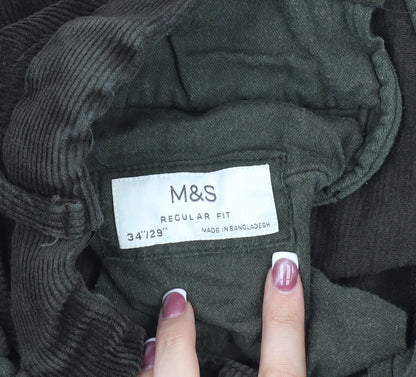 M&S
REGULAR FIT
34"/29" MADE IN BANGLADESH